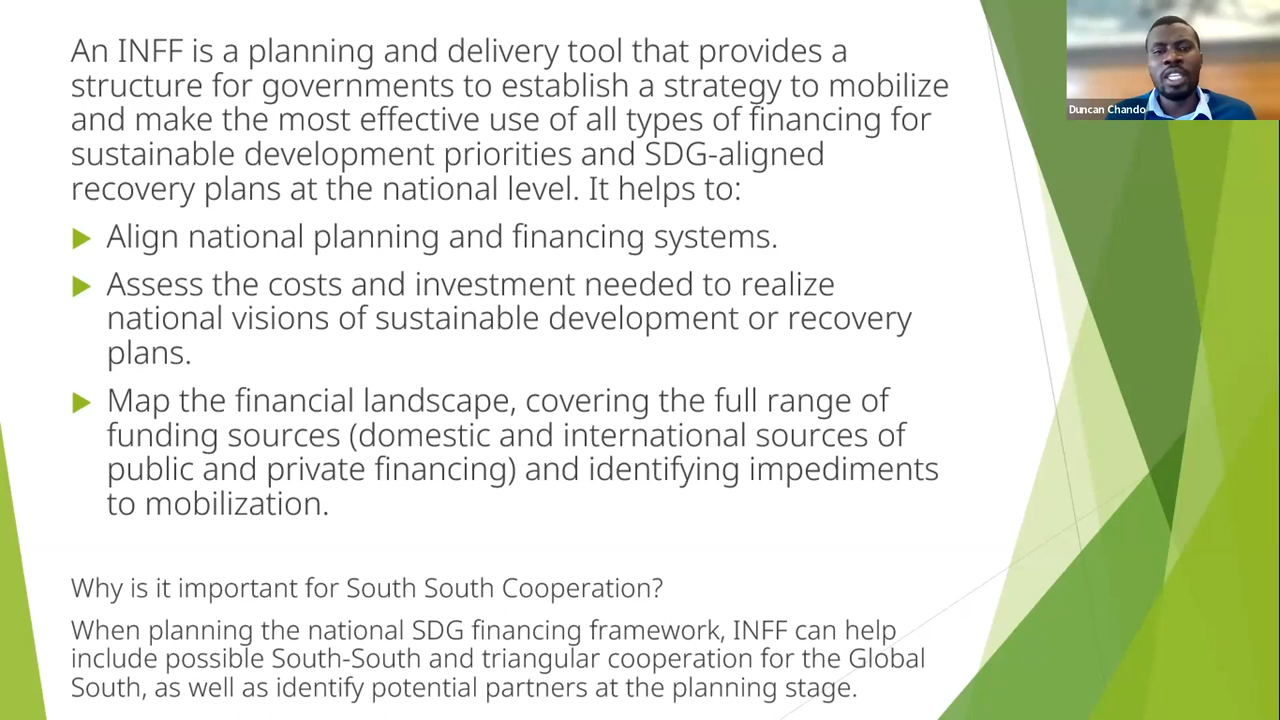 An INFF is a planning and delivery tool that provides a
structure for governments to establish a strategy to mobilize
and make the most effective use of all types of financing for
sustainable development priorities and SDG-aligned
recovery plans at the national level. It helps to:
Align national planning and financing systems.
Assess the costs and investment needed to realize
national visions of sustainable development or recovery
plans.
Map the financial landscape, covering the full range of
funding sources (domestic and international sources of
public and private financing) and identifying impediments
to mobilization.
Why is it important for South South Cooperation?
When planning the national SDG financing framework, INFF can help
include possible South-South and triangular cooperation for the Global
South, as well as identify potential partners at the planning stage.
Duncan Chando